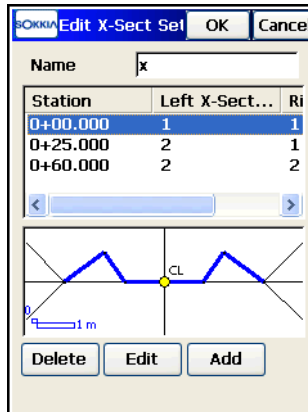 SOKKIA Edit X-Sect Set OK Cance
Name x
Station Left X-Sect... Ri
0+00.000 1 1
0+25.000 2 1
0+60.000 2 2
CL
0
1 m
Delete Edit Add